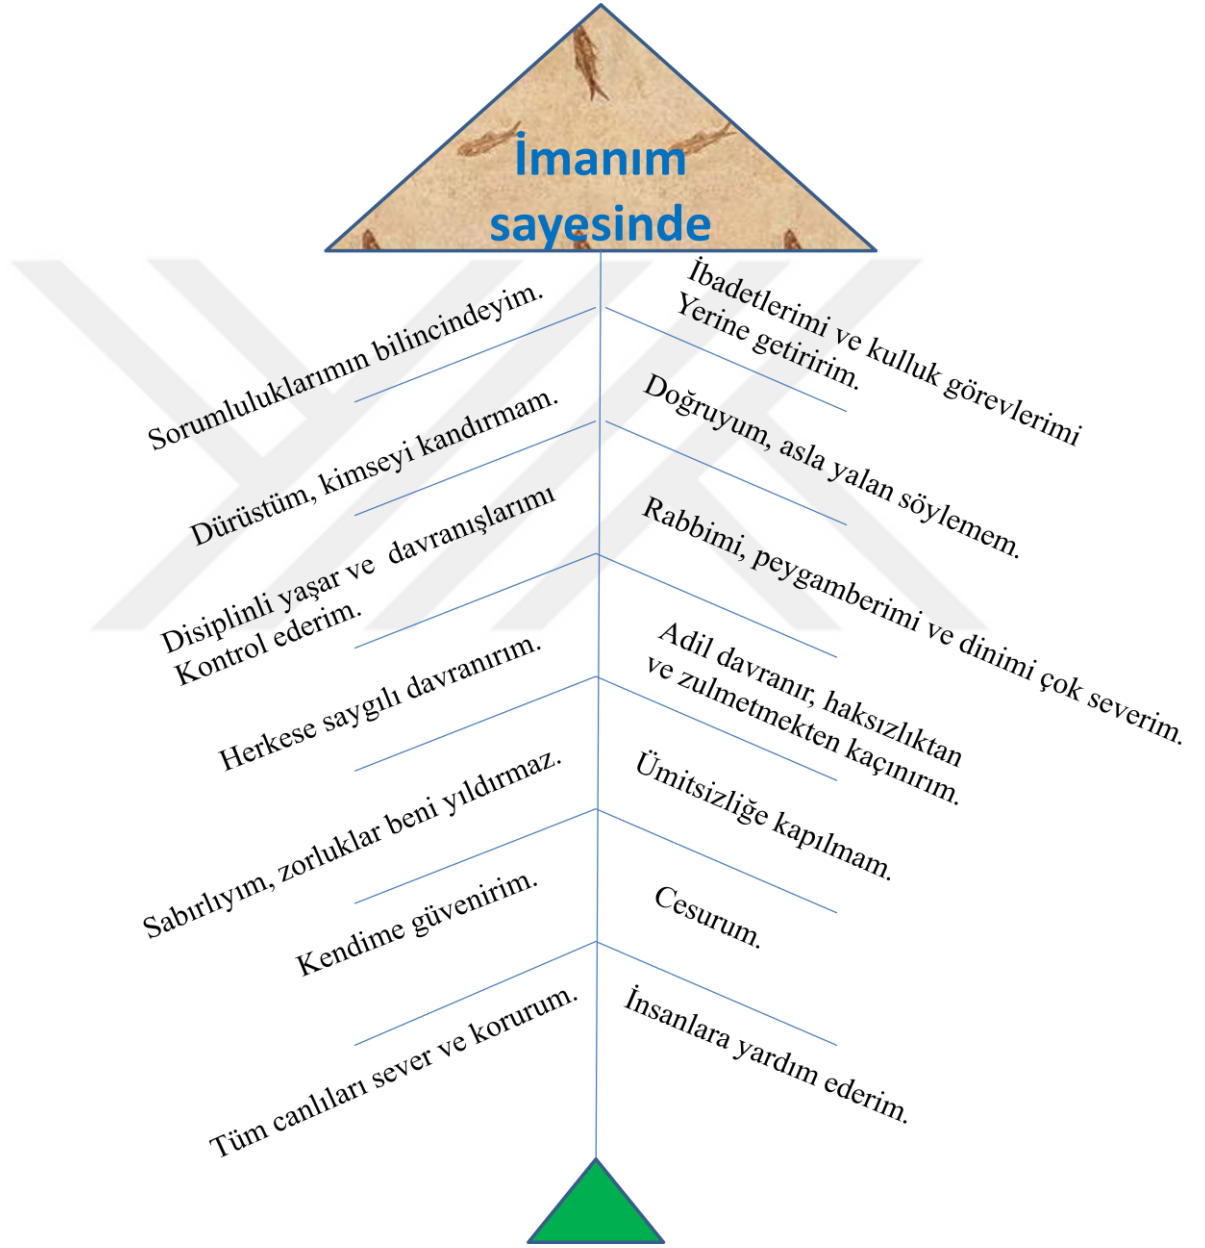 İmanım
sayesinde
Sorumluluklarımın bilincindeyim.
İbadetlerimi ve kulluk görevlerimi
Yerine getiririm.
Dürüstüm, kimseyi kandırmam.
Doğruyum, asla yalan söylemem.
Disiplinli yaşar ve davranışlarımı
Kontrol ederim.
Rabbimi, peygamberimi ve dinimi çok severim.
Herkese saygılı davranırım.
Adil davranır, haksızlıktan
ve zulmetmekten kaçınırım.
Sabırlıyım, zorluklar beni yıldırmaz.
Ümitsizliğe kapılmam.
Kendime güvenirim.
Cesurum.
Tüm canlıları sever ve korurum.
İnsanlara yardım ederim.